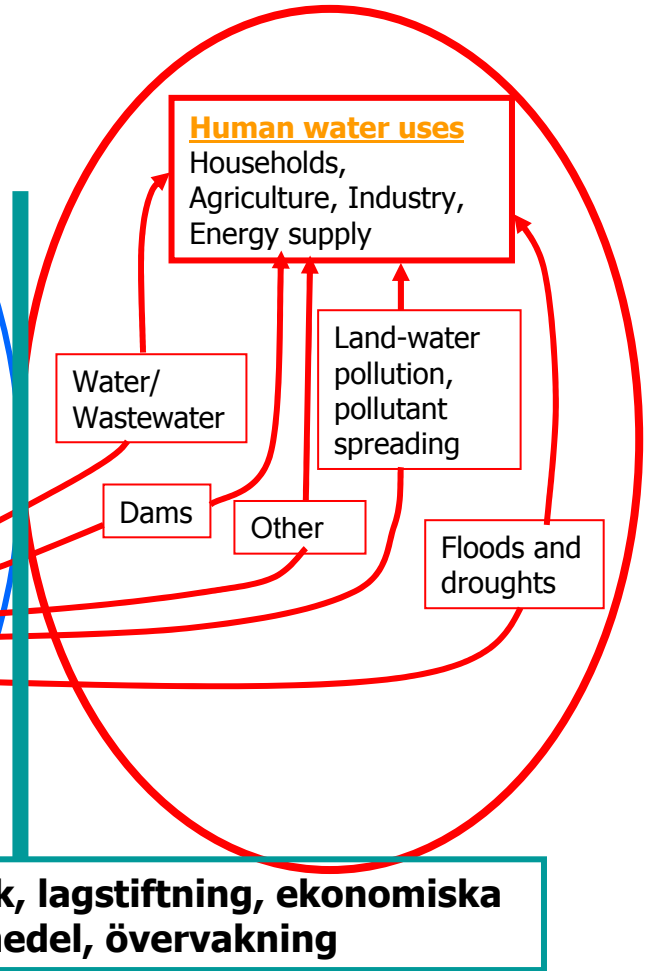 Human water uses
Households,
Agriculture, Industry,
Energy supply
Land-water
pollution,
pollutant
spreading
Water/
Wastewater
Dams
Other
Floods and
droughts
lagstiftning, ekonomiska
övervakning